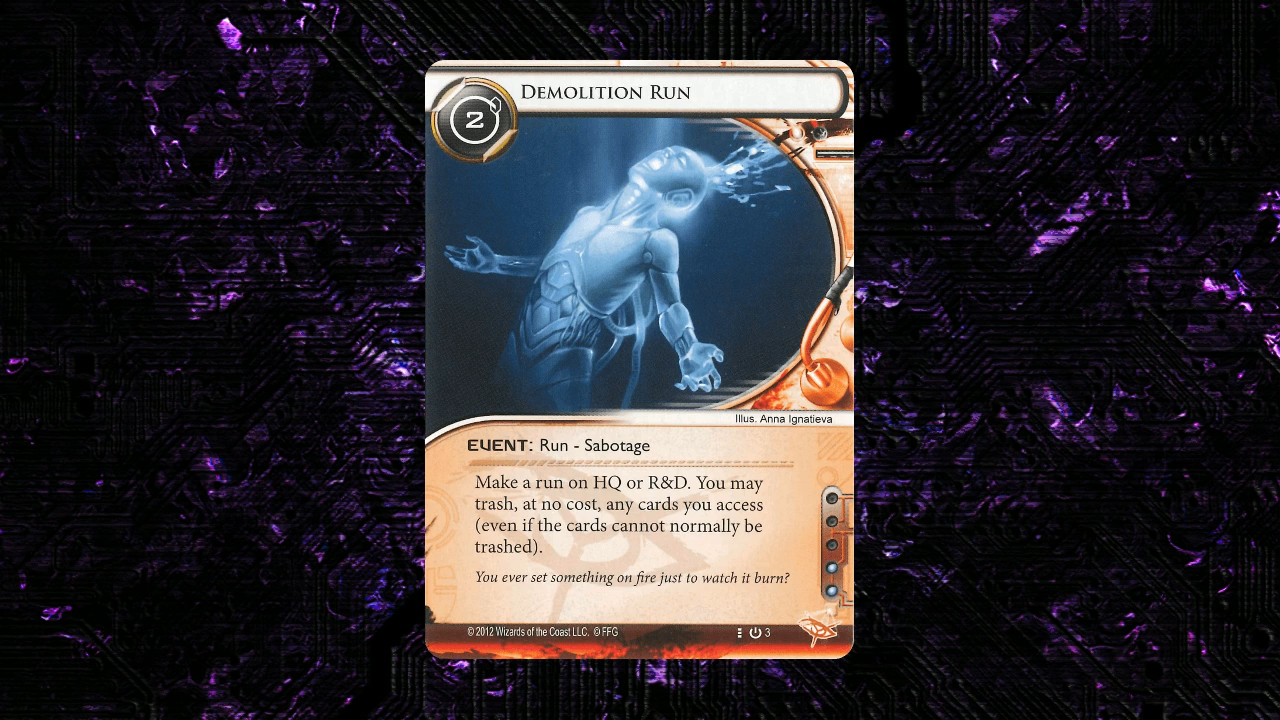 Demolition Run
2
Illus. Anna Ignatieva
EVENT: Run - Sabotage
Make a run on HQ or R&D. You may
trash, at no cost, any cards you access
(even if the cards cannot normally be
trashed).
You ever set something on fire just to watch it burn?
© 2012 Wizards of the Coast LLC. © FFG
3